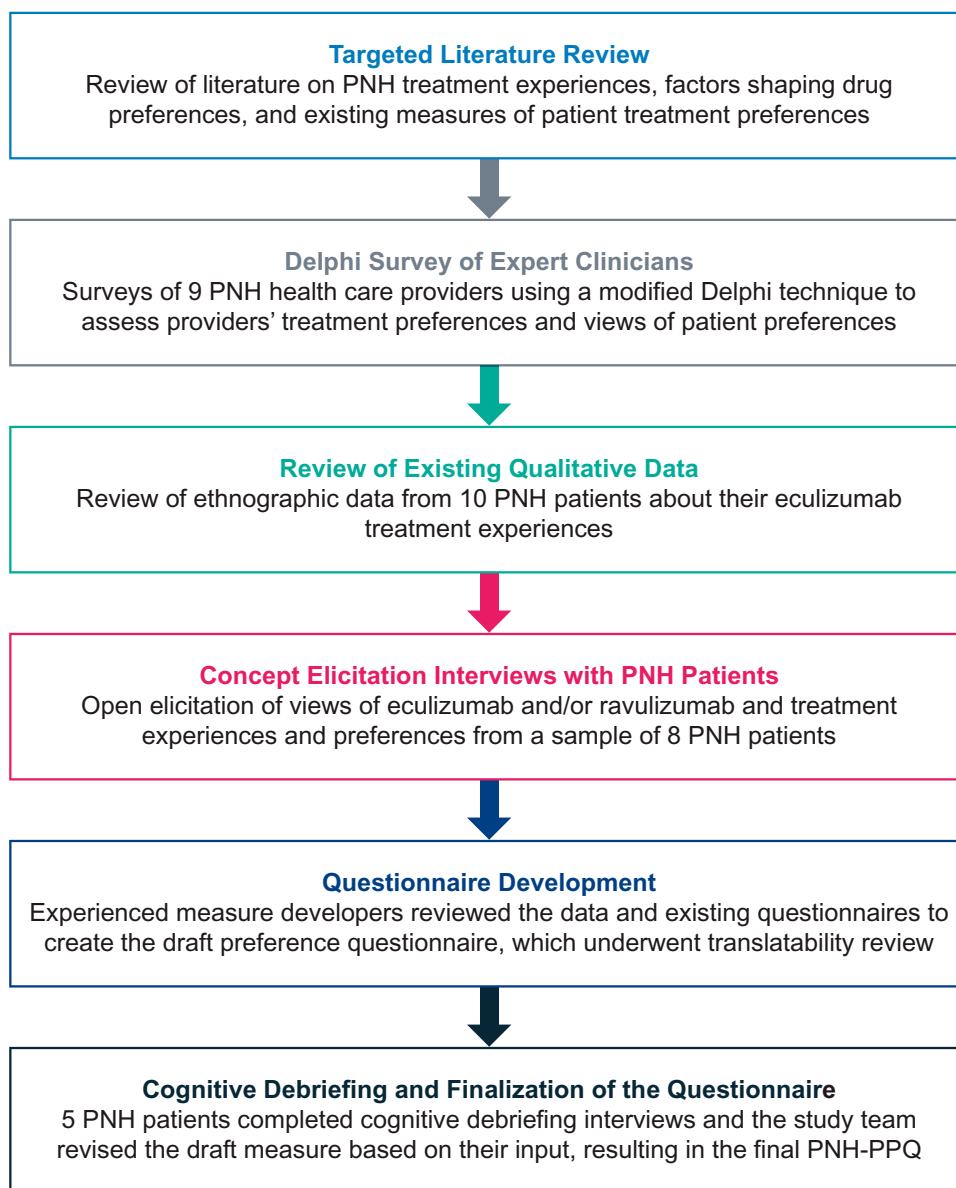 Targeted Literature Review
Review of literature on PNH treatment experiences, factors shaping drug
preferences, and existing measures of patient treatment preferences
Delphi Survey of Expert Clinicians
Surveys of 9 PNH health care providers using a modified Delphi technique to
assess providers’ treatment preferences and views of patient preferences
Review of Existing Qualitative Data
Review of ethnographic data from 10 PNH patients about their eculizumab
treatment experiences
Concept Elicitation Interviews with PNH Patients
Open elicitation of views of eculizumab and/or ravulizumab and treatment
experiences and preferences from a sample of 8 PNH patients
Questionnaire Development
Experienced measure developers reviewed the data and existing questionnaires to
create the draft preference questionnaire, which underwent translatability review
Cognitive Debriefing and Finalization of the Questionnaire
5 PNH patients completed cognitive debriefing interviews and the study team
revised the draft measure based on their input, resulting in the final PNH-PPQ